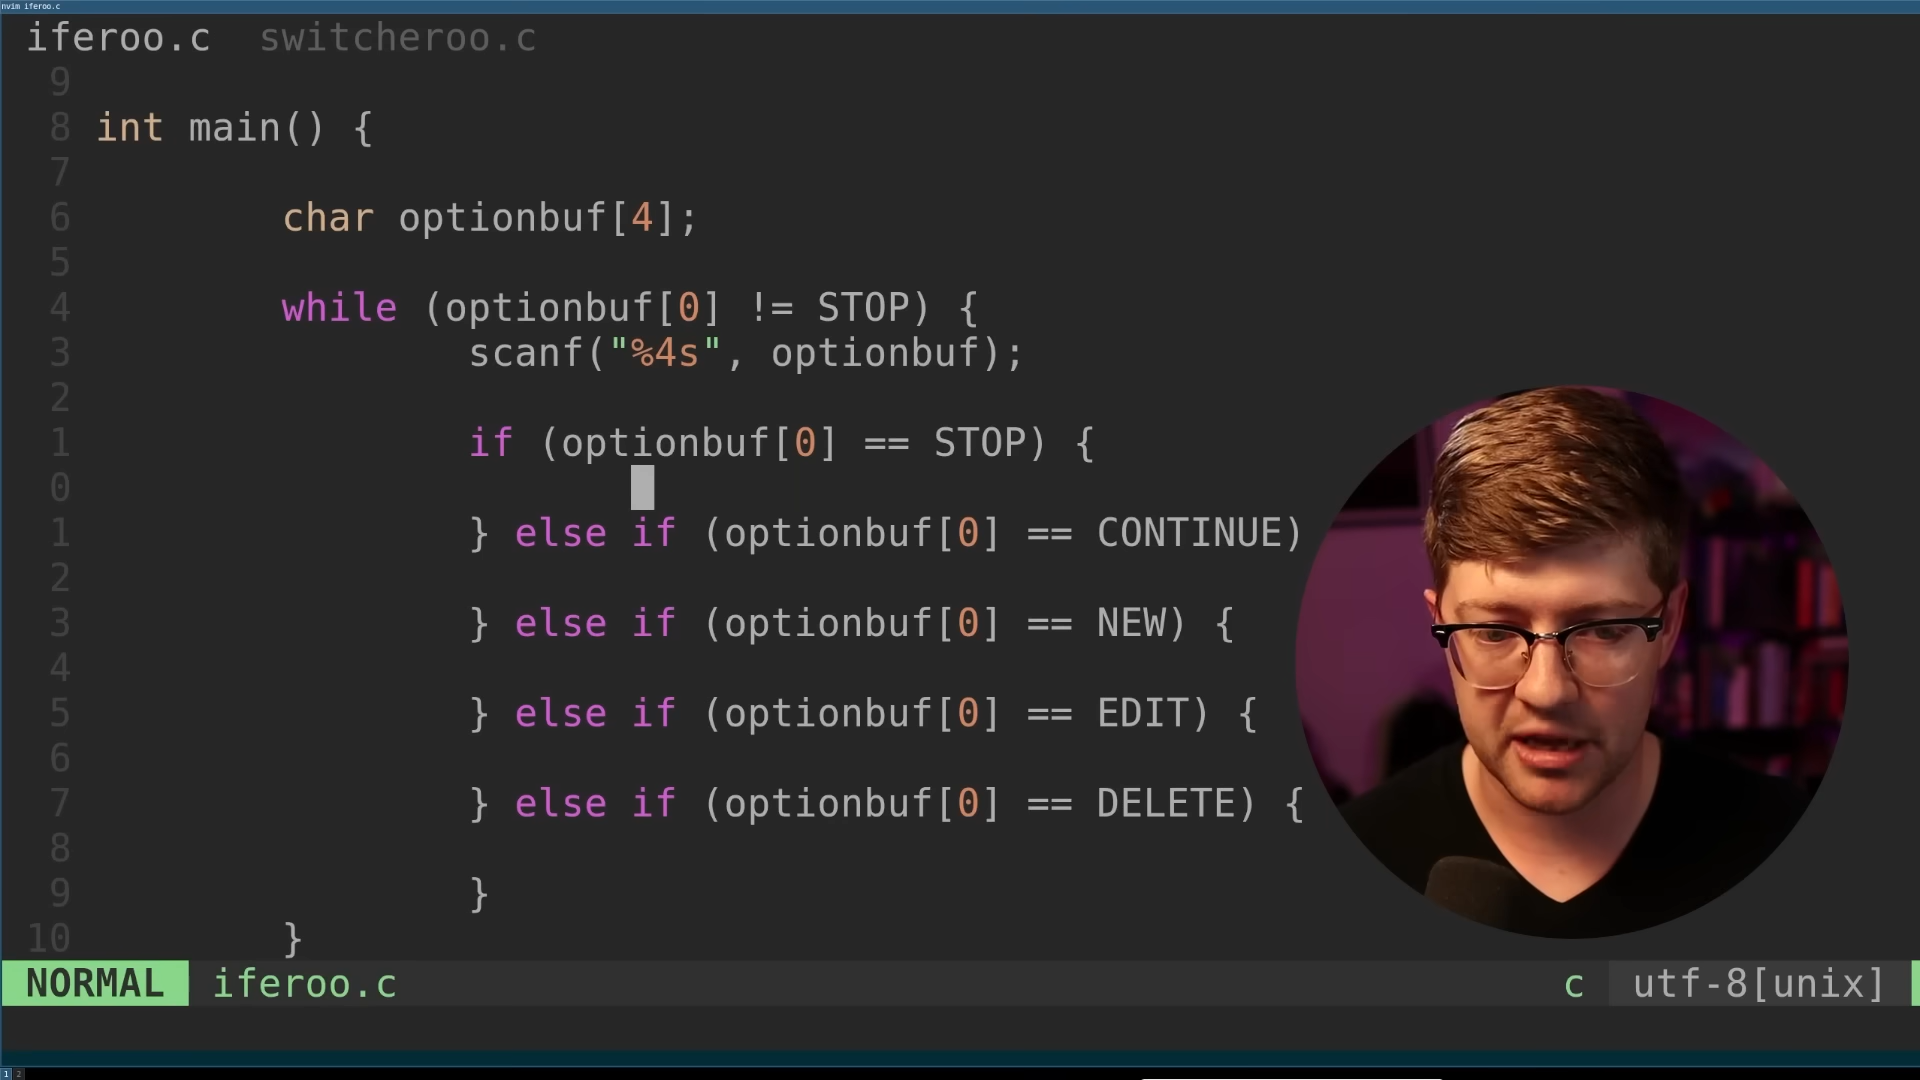 nvim iferoo.c
iferoo.c switcheroo.c
9
8 int main() {
7
6 char optionbuf[4];
5
4 while (optionbuf[0] != STOP) {
3 scanf("%4s", optionbuf);
2
1 if (optionbuf[0] == STOP) {
0
1 } else if (optionbuf[0] == CONTINUE)
2
3 } else if (optionbuf[0] == NEW) {
4
5 } else if (optionbuf[0] == EDIT) {
6
7 } else if (optionbuf[0] == DELETE) {
8
9 }
10 }
NORMAL iferoo.c c utf-8[unix]
1 2